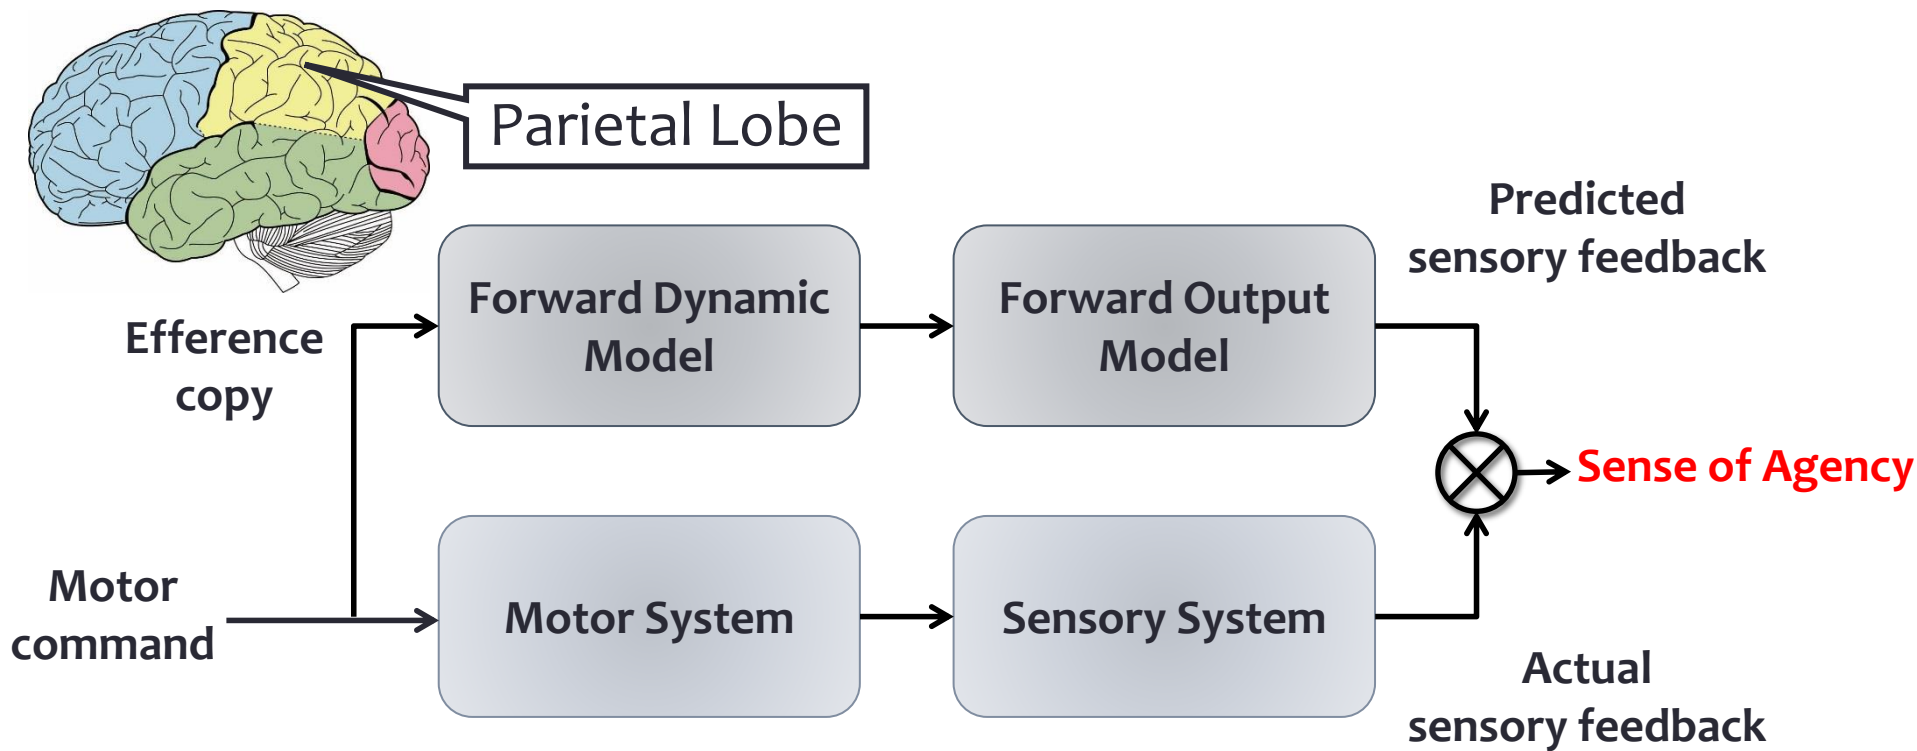 Parietal Lobe
Predicted
sensory feedback
Forward Dynamic
Model
Forward Output
Model
Efference
copy
Sense of Agency
Motor
command
Motor System
Sensory System
Actual
sensory feedback